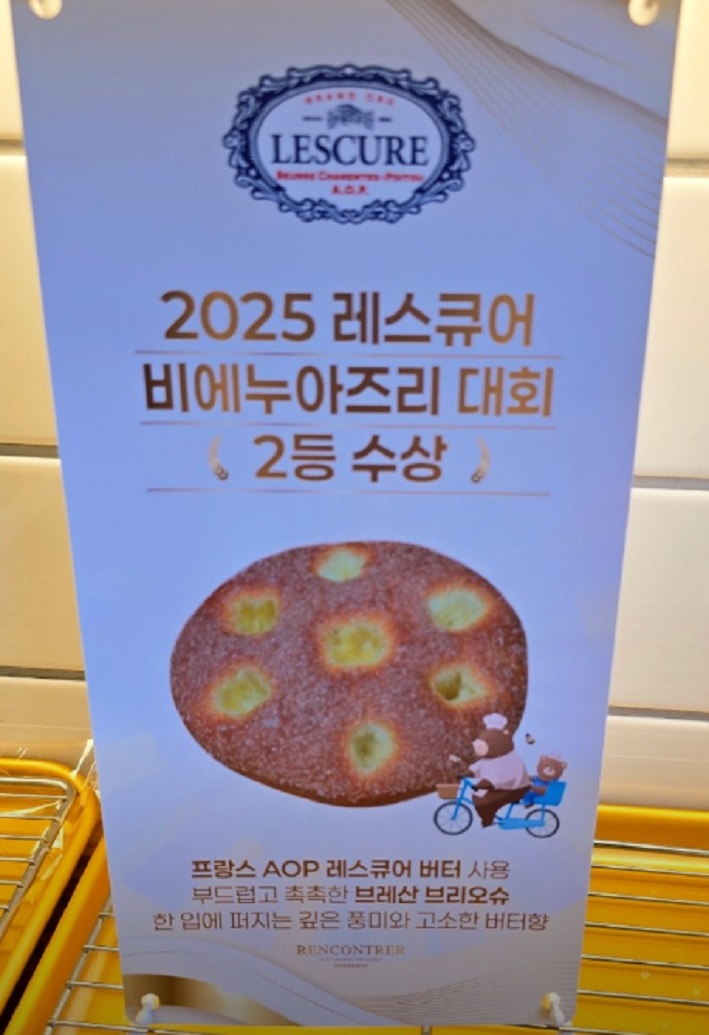 GRAND CRU
LESCURE
BEURRE CHARENTES-POITOU
A.O.P.
2025 레스큐어
비에누아즈리 대회
2등 수상
프랑스 AOP 레스큐어 버터 사용
부드럽고 촉촉한 브레산 브리오슈
한 입에 퍼지는 깊은 풍미와 고소한 버터향
RENCONTRER